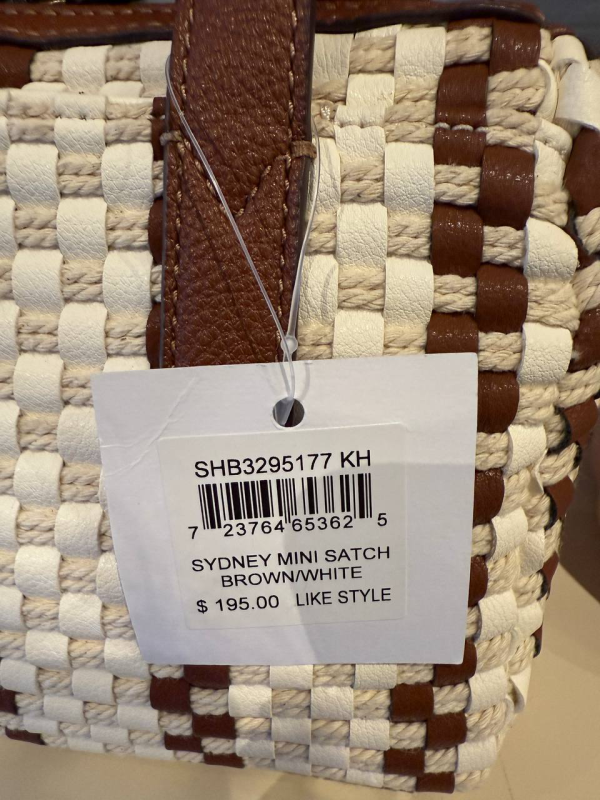 SHB3295177 KH
7 23764 65362 5
SYDNEY MINI SATCH
BROWN/WHITE
$ 195.00 LIKE STYLE